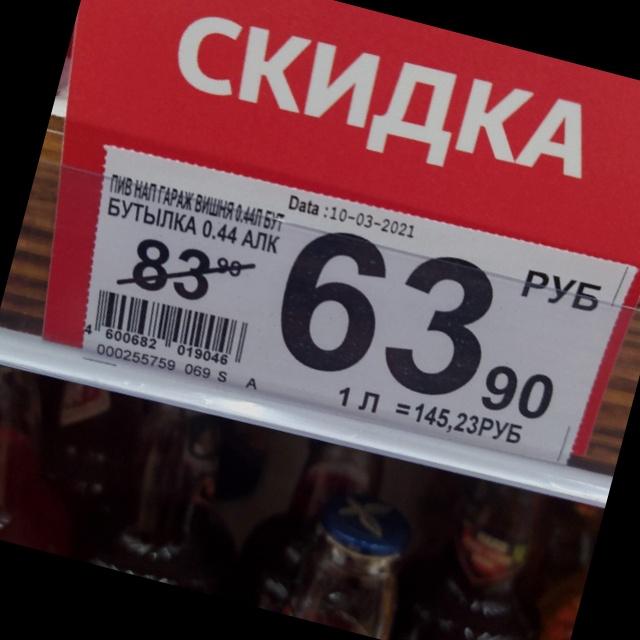 СКИДКА
ПИВ НАП ГАРАЖ ВИШНЯ 0.44Л БУТ
БУТЫЛКА 0.44 АЛК
Data :10-03-2021
83 90
63 90
РУБ
4 600682 019046
000255759 069 S A
1 Л =145,23РУБ